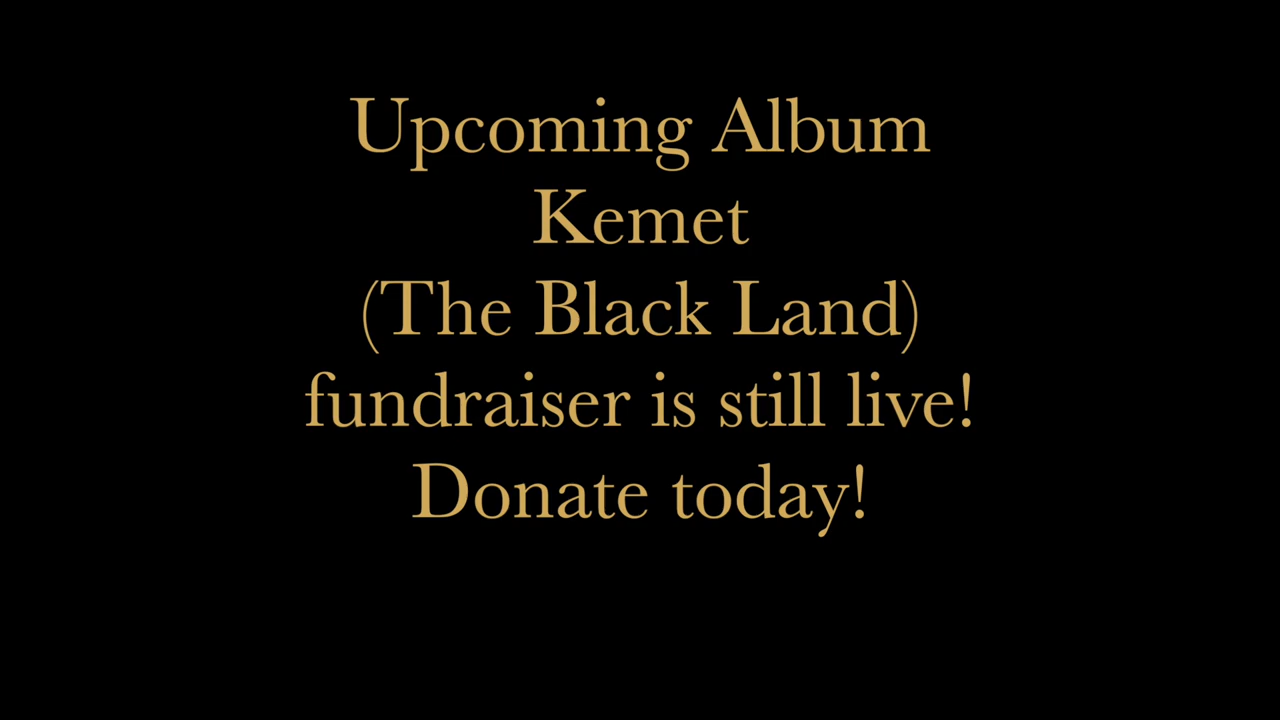 Upcoming Album
Kemet
(The Black Land)
fundraiser is still live!
Donate today!